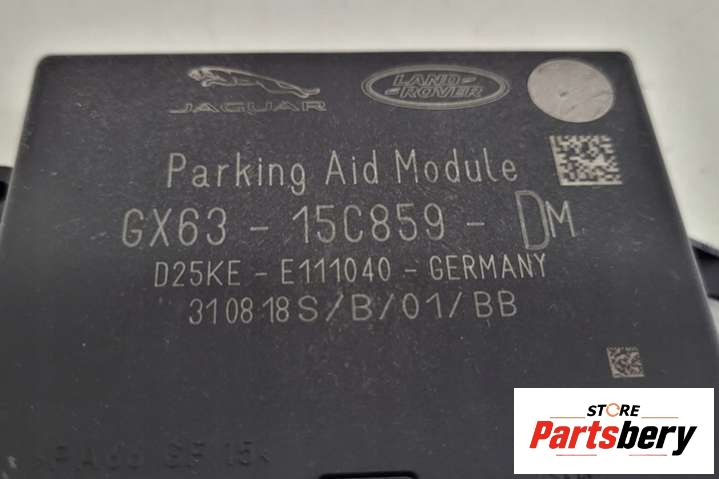 JAGUAR
LAND-
-ROVER
Parking Aid Module
GX63 - 15C859 - DM
D25KE - E111040 - GERMANY
310818S/B/01/BB
STORE
Partsbery